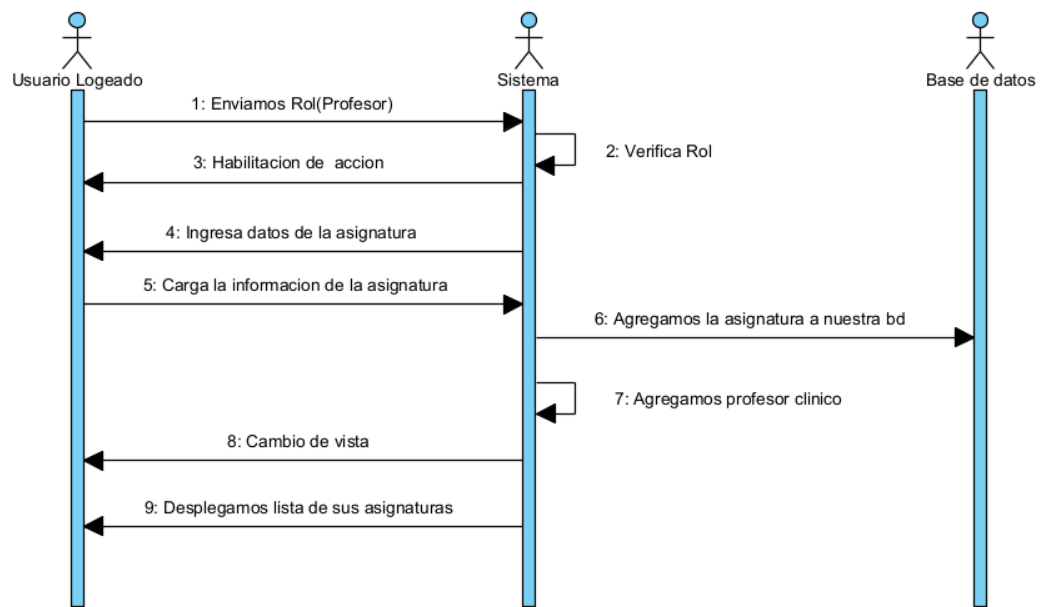 Usuario Logeado
Sistema
Base de datos
1: Enviamos Rol(Profesor)
2: Verifica Rol
3: Habilitacion de accion
4: Ingresa datos de la asignatura
5: Carga la informacion de la asignatura
6: Agregamos la asignatura a nuestra bd
7: Agregamos profesor clinico
8: Cambio de vista
9: Desplegamos lista de sus asignaturas